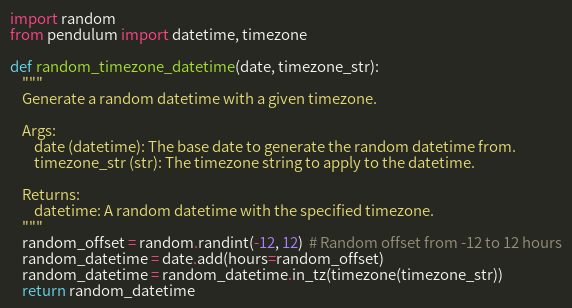 import random
from pendulum import datetime, timezone

def random_timezone_datetime(date, timezone_str):
    """
    Generate a random datetime with a given timezone.

    Args:
        date (datetime): The base date to generate the random datetime from.
        timezone_str (str): The timezone string to apply to the datetime.

    Returns:
        datetime: A random datetime with the specified timezone.
    """
    random_offset = random.randint(-12, 12)  # Random offset from -12 to 12 hours
    random_datetime = date.add(hours=random_offset)
    random_datetime = random_datetime.in_tz(timezone(timezone_str))
    return random_datetime